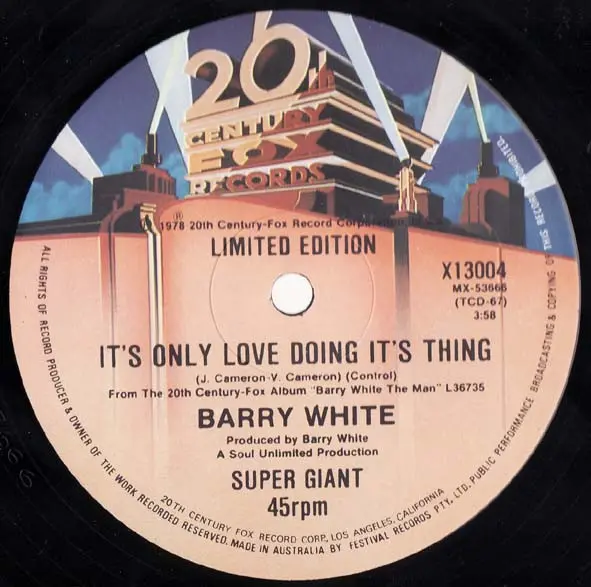 20th
CENTURY
FOX
RECORDS
℗ 1978 20th Century-Fox Record
LIMITED EDITION
X13004
MX-53666
(TCD-67)
3:58
IT'S ONLY LOVE DOING IT'S THING
(J. Cameron-V. Cameron) (Control)
From The 20th Century-Fox Album "Barry White The Man" L36735
BARRY WHITE
Produced by Barry White
A Soul Unlimited Production
SUPER GIANT
45rpm
20TH CENTURY FOX RECORD CORP., LOS ANGELES, CALIFORNIA
ALL RIGHTS OF RECORD PRODUCER & OWNER OF THE WORK RECORDED RESERVED. MADE IN AUSTRALIA BY FESTIVAL RECORDS PTY. LTD. PUBLIC PERFORMANCE BROADCASTING & COPYING OF THIS RECORD PROHIBITED.